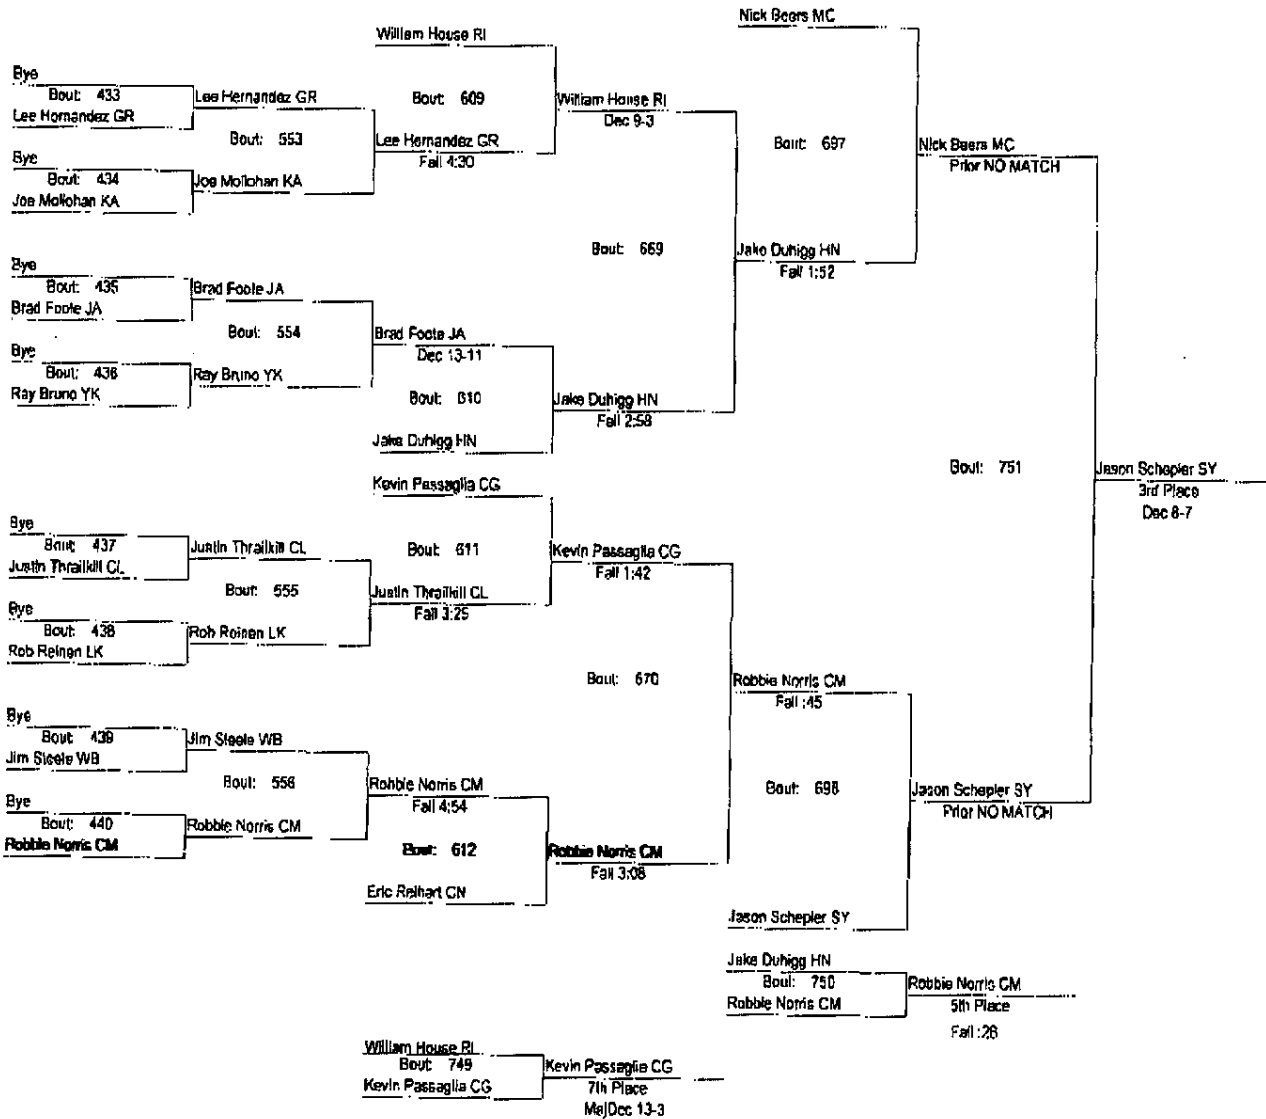 Nick Beers MC
William House RI
Bye
Bout: 433
Lee Hernandez GR
Lee Hernandez GR
Bout: 609
William House RI
Dec 9-3
Bout: 553
Lee Hernandez GR
Fall 4:30
Bout: 697
Nick Beers MC
Prior NO MATCH
Bye
Bout: 434
Joe Mollohan KA
Joe Mollohan KA
Bout: 669
Jake Duhigg HN
Fall 1:52
Bye
Bout: 435
Brad Foote JA
Brad Foote JA
Bout: 554
Brad Foote JA
Dec 13-11
Bye
Bout: 436
Ray Bruno YK
Ray Bruno YK
Bout: 610
Jake Duhigg HN
Fall 2:58
Jake Duhigg HN
Bout: 751
Jason Schepler SY
3rd Place
Dec 8-7
Kevin Passaglia CG
Bye
Bout: 437
Justin Thrailkill CL
Justin Thrailkill CL
Bout: 611
Kevin Passaglia CG
Fall 1:42
Bout: 555
Justin Thrailkill CL
Fall 3:25
Bye
Bout: 438
Rob Reinen LK
Rob Reinen LK
Bout: 670
Robbie Norris CM
Fall :45
Bye
Bout: 439
Jim Steele WB
Jim Steele WB
Bout: 556
Robbie Norris CM
Fall 4:54
Bout: 698
Jason Schepler SY
Prior NO MATCH
Bye
Bout: 440
Robbie Norris CM
Robbie Norris CM
Bout: 612
Robbie Norris CM
Fall 3:08
Eric Reihart CN
Jason Schepler SY
Jake Duhigg HN
Bout: 750
Robbie Norris CM
Robbie Norris CM
5th Place
Fall :26
William House RI
Bout: 749
Kevin Passaglia CG
Kevin Passaglia CG
7th Place
MajDec 13-3